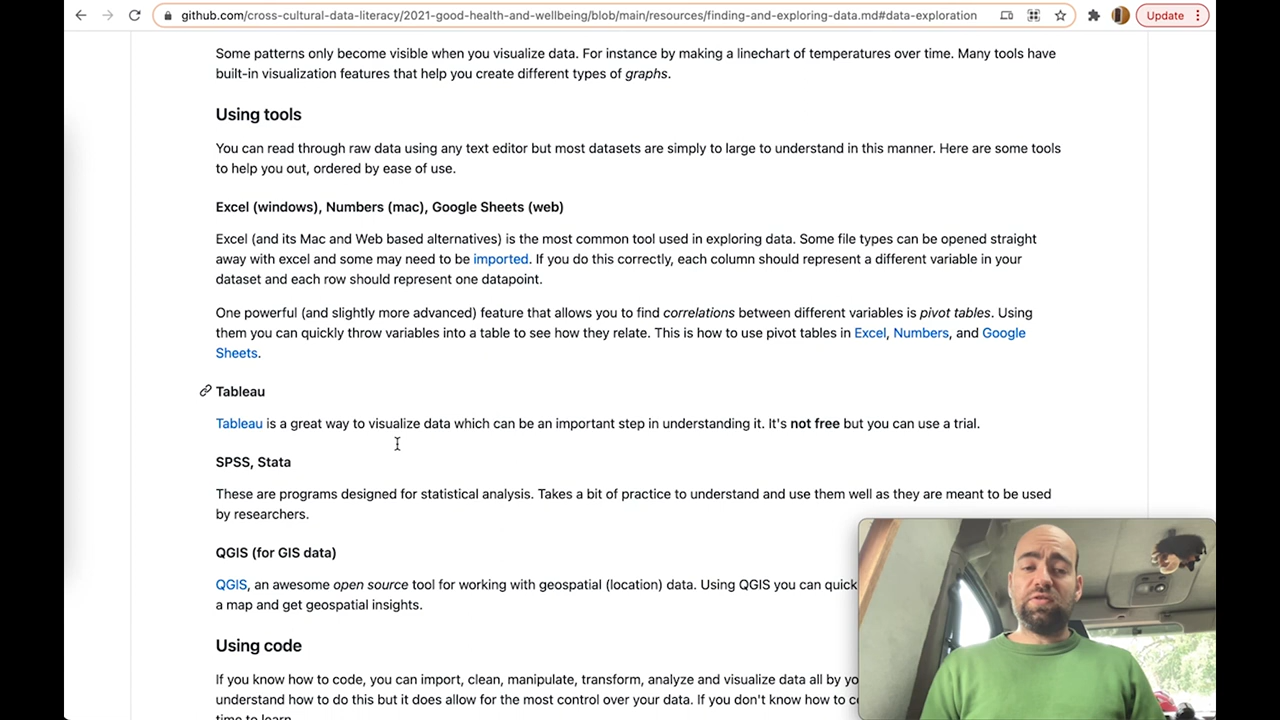 github.com/cross-cultural-data-literacy/2021-good-health-and-wellbeing/blob/main/resources/finding-and-exploring-data.md#data-exploration
Update
Some patterns only become visible when you visualize data. For instance by making a linechart of temperatures over time. Many tools have
built-in visualization features that help you create different types of graphs.
Using tools
You can read through raw data using any text editor but most datasets are simply to large to understand in this manner. Here are some tools
to help you out, ordered by ease of use.
Excel (windows), Numbers (mac), Google Sheets (web)
Excel (and its Mac and Web based alternatives) is the most common tool used in exploring data. Some file types can be opened straight
away with excel and some may need to be imported. If you do this correctly, each column should represent a different variable in your
dataset and each row should represent one datapoint.
One powerful (and slightly more advanced) feature that allows you to find correlations between different variables is pivot tables. Using
them you can quickly throw variables into a table to see how they relate. This is how to use pivot tables in Excel, Numbers, and Google
Sheets.
Tableau
Tableau is a great way to visualize data which can be an important step in understanding it. It's not free but you can use a trial.
SPSS, Stata
These are programs designed for statistical analysis. Takes a bit of practice to understand and use them well as they are meant to be used
by researchers.
QGIS (for GIS data)
QGIS, an awesome open source tool for working with geospatial (location) data. Using QGIS you can quick
a map and get geospatial insights.
Using code
If you know how to code, you can import, clean, manipulate, transform, analyze and visualize data all by yo
understand how to do this but it does allow for the most control over your data. If you don't know how to c
time to learn